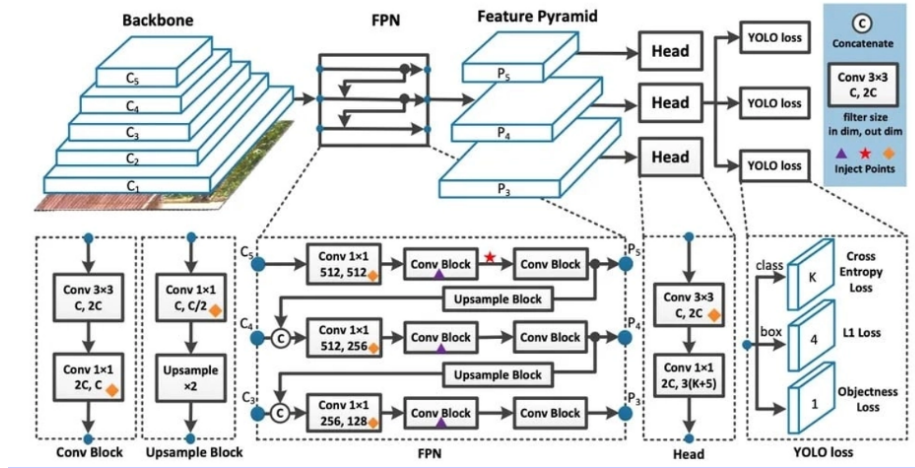 Backbone
FPN
Feature Pyramid
C5
C4
C3
C2
C1
P5
P4
P3
Head
Head
Head
YOLO loss
YOLO loss
YOLO loss
C
Concatenate
Conv 3×3
C, 2C
filter size
in dim, out dim
Inject Points
Conv 3×3
C, 2C
Conv 1×1
2C, C
Conv Block
Conv 1×1
C, C/2
Upsample
×2
Upsample Block
C5
Conv 1×1
512, 512
Conv Block
Conv Block
P5
Upsample Block
C4
C
Conv 1×1
512, 256
Conv Block
Conv Block
P4
Upsample Block
C3
C
Conv 1×1
256, 128
Conv Block
Conv Block
P3
FPN
Conv 3×3
C, 2C
Conv 1×1
2C, 3(K+5)
Head
class
K
Cross
Entropy
Loss
box
4
L1 Loss
1
Objectness
Loss
YOLO loss